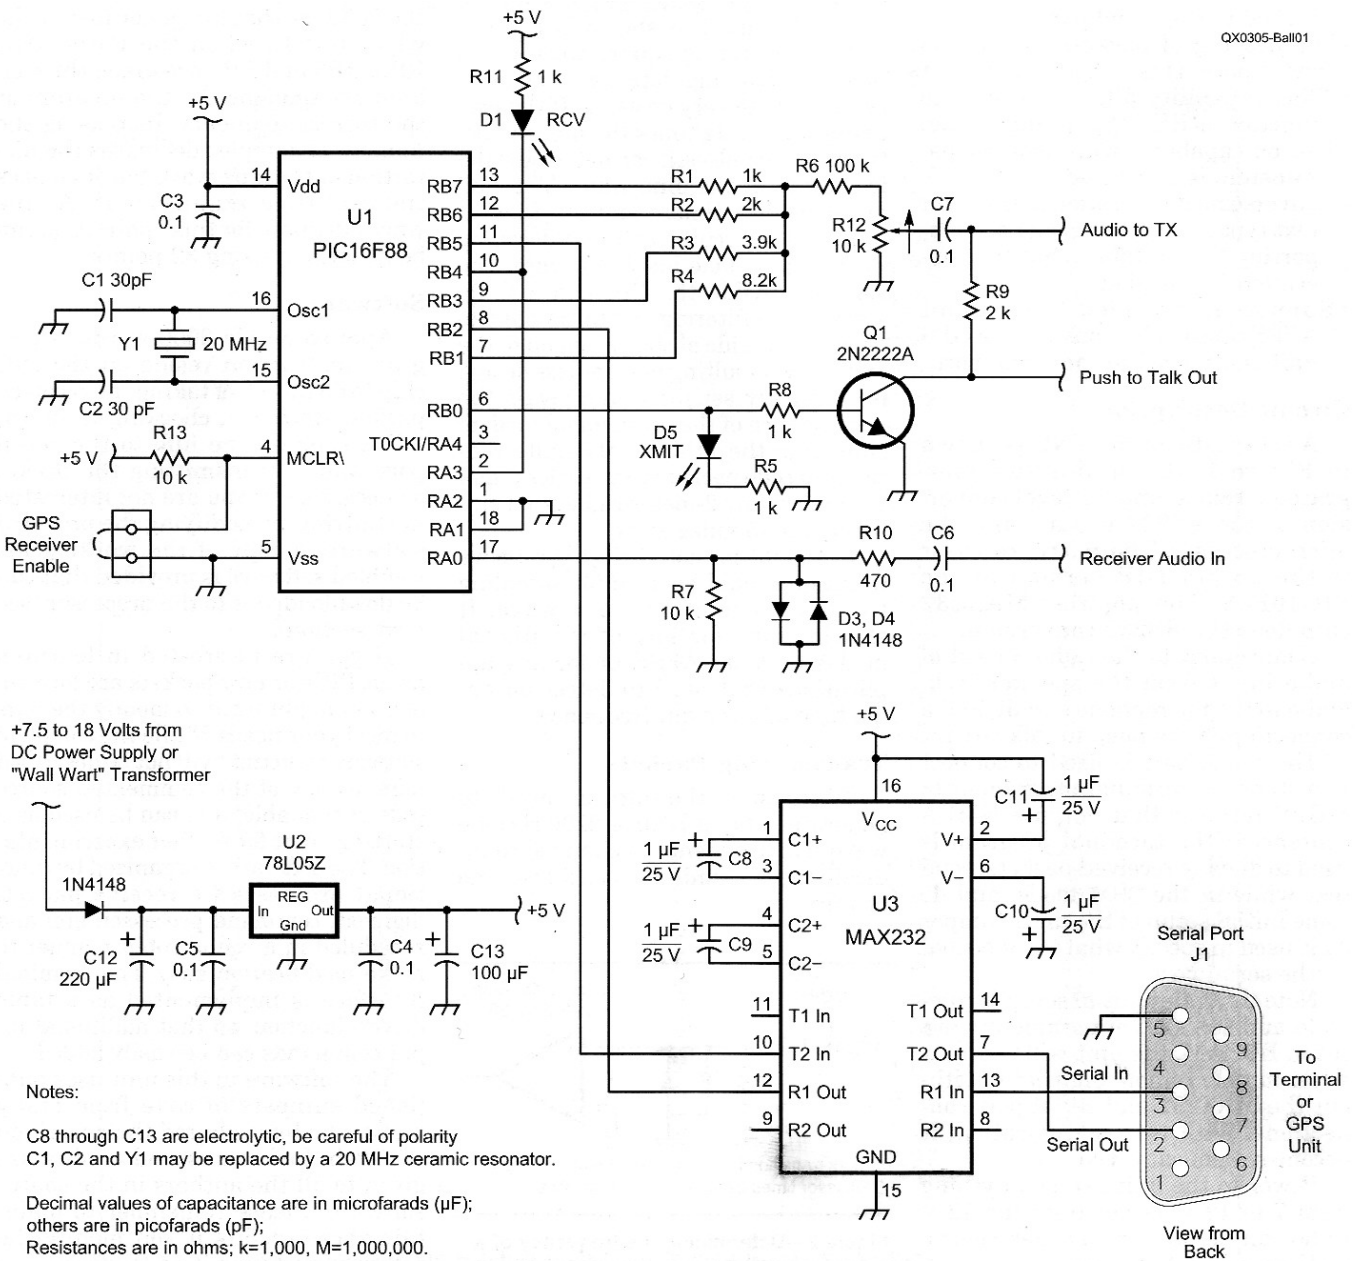 QX0305-Ball01
+5 V
R11 1 k
D1 RCV
+5 V
C3
0.1
14 Vdd
U1
PIC16F88
RB7 13
RB6 12
RB5 11
RB4 10
RB3 9
RB2 8
RB1 7
RB0 6
T0CKI/RA4 3
RA3 2
RA2 1
RA1 18
RA0 17
R1 1k
R2 2k
R3 3.9k
R4 8.2k
R6 100 k
R12
10 k
C7
0.1
Audio to TX
R9
2 k
Q1
2N2222A
Push to Talk Out
C1 30pF
16 Osc1
Y1 20 MHz
15 Osc2
C2 30 pF
R13
+5 V
10 k
4 MCLR\
GPS
Receiver
Enable
5 Vss
R8
1 k
D5
XMIT
R5
1 k
R10
470
C6
0.1
Receiver Audio In
R7
10 k
D3, D4
1N4148
+7.5 to 18 Volts from
DC Power Supply or
"Wall Wart" Transformer
1N4148
U2
78L05Z
REG
In Out
Gnd
+5 V
+
C12
220 µF
C5
0.1
C4
0.1
+
C13
100 µF
+5 V
16
VCC
C11 1 µF
25 V
+
1 C1+
3 C1–
1 µF
25 V
+
C8
4 C2+
5 C2–
1 µF
25 V
+
C9
V+ 2
V– 6
C10 1 µF
25 V
+
U3
MAX232
11 T1 In
10 T2 In
12 R1 Out
9 R2 Out
T1 Out 14
T2 Out 7
R1 In 13
R2 In 8
GND
15
Serial In
Serial Out
Serial Port
J1
5
9
4
8
3
7
2
6
1
To
Terminal
or
GPS
Unit
View from
Back
Notes:
C8 through C13 are electrolytic, be careful of polarity
C1, C2 and Y1 may be replaced by a 20 MHz ceramic resonator.
Decimal values of capacitance are in microfarads (µF);
others are in picofarads (pF);
Resistances are in ohms; k=1,000, M=1,000,000.